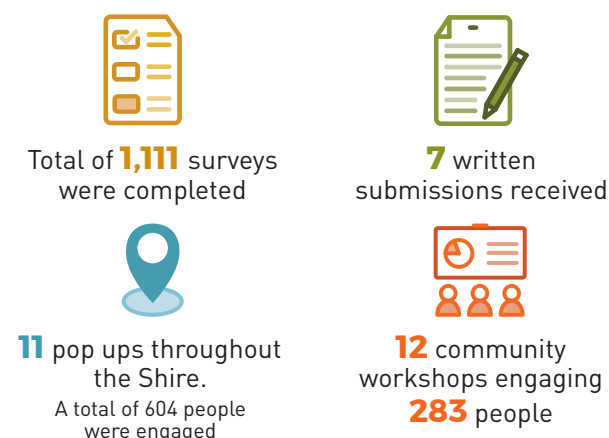 Total of 1,111 surveys
were completed
7 written
submissions received
11 pop ups throughout
the Shire.
A total of 604 people
were engaged
12 community
workshops engaging
283 people